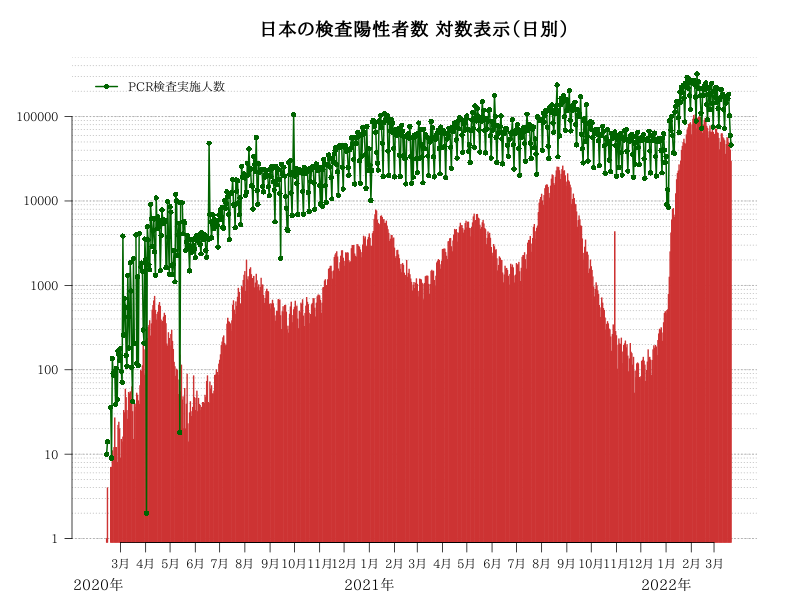 日本の検査陽性者数 対数表示(日別)
PCR検査実施人数
100000
10000
1000
100
10
1
3月 4月 5月 6月 7月 8月 9月 10月 11月 12月 1月 2月 3月 4月 5月 6月 7月 8月 9月 10月 11月 12月 1月 2月 3月
2020年 2021年 2022年